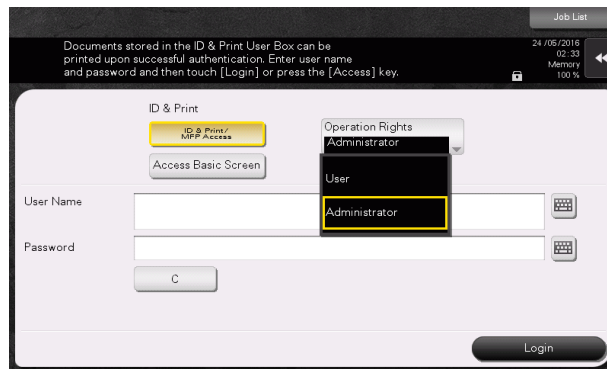 Job List
Documents stored in the ID & Print User Box can be
printed upon successful authentication. Enter user name
and password and then touch [Login] or press the [Access] key.
24 /05/2016
02 : 33
Memory
100 %
ID & Print
ID & Print/
MFP Access
Operation Rights
Administrator
Access Basic Screen
User
Administrator
User Name
Password
C
Login